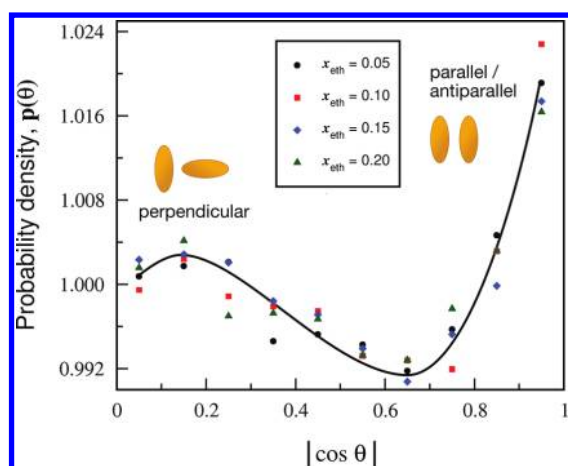 1.024
1.016
1.008
1.000
0.992
Probability density, p(θ)
x_eth = 0.05
x_eth = 0.10
x_eth = 0.15
x_eth = 0.20
parallel /
antiparallel
perpendicular
0
0.2
0.4
0.6
0.8
1
|cos θ|